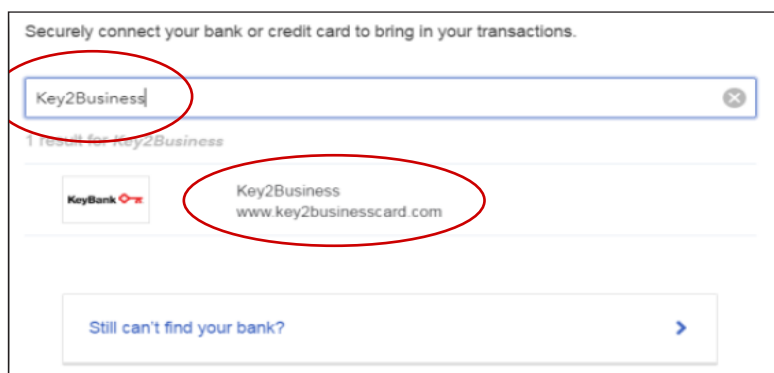 Securely connect your bank or credit card to bring in your transactions.
Key2Business
1 result for Key2Business
KeyBank
Key2Business
www.key2businesscard.com
Still can't find your bank?